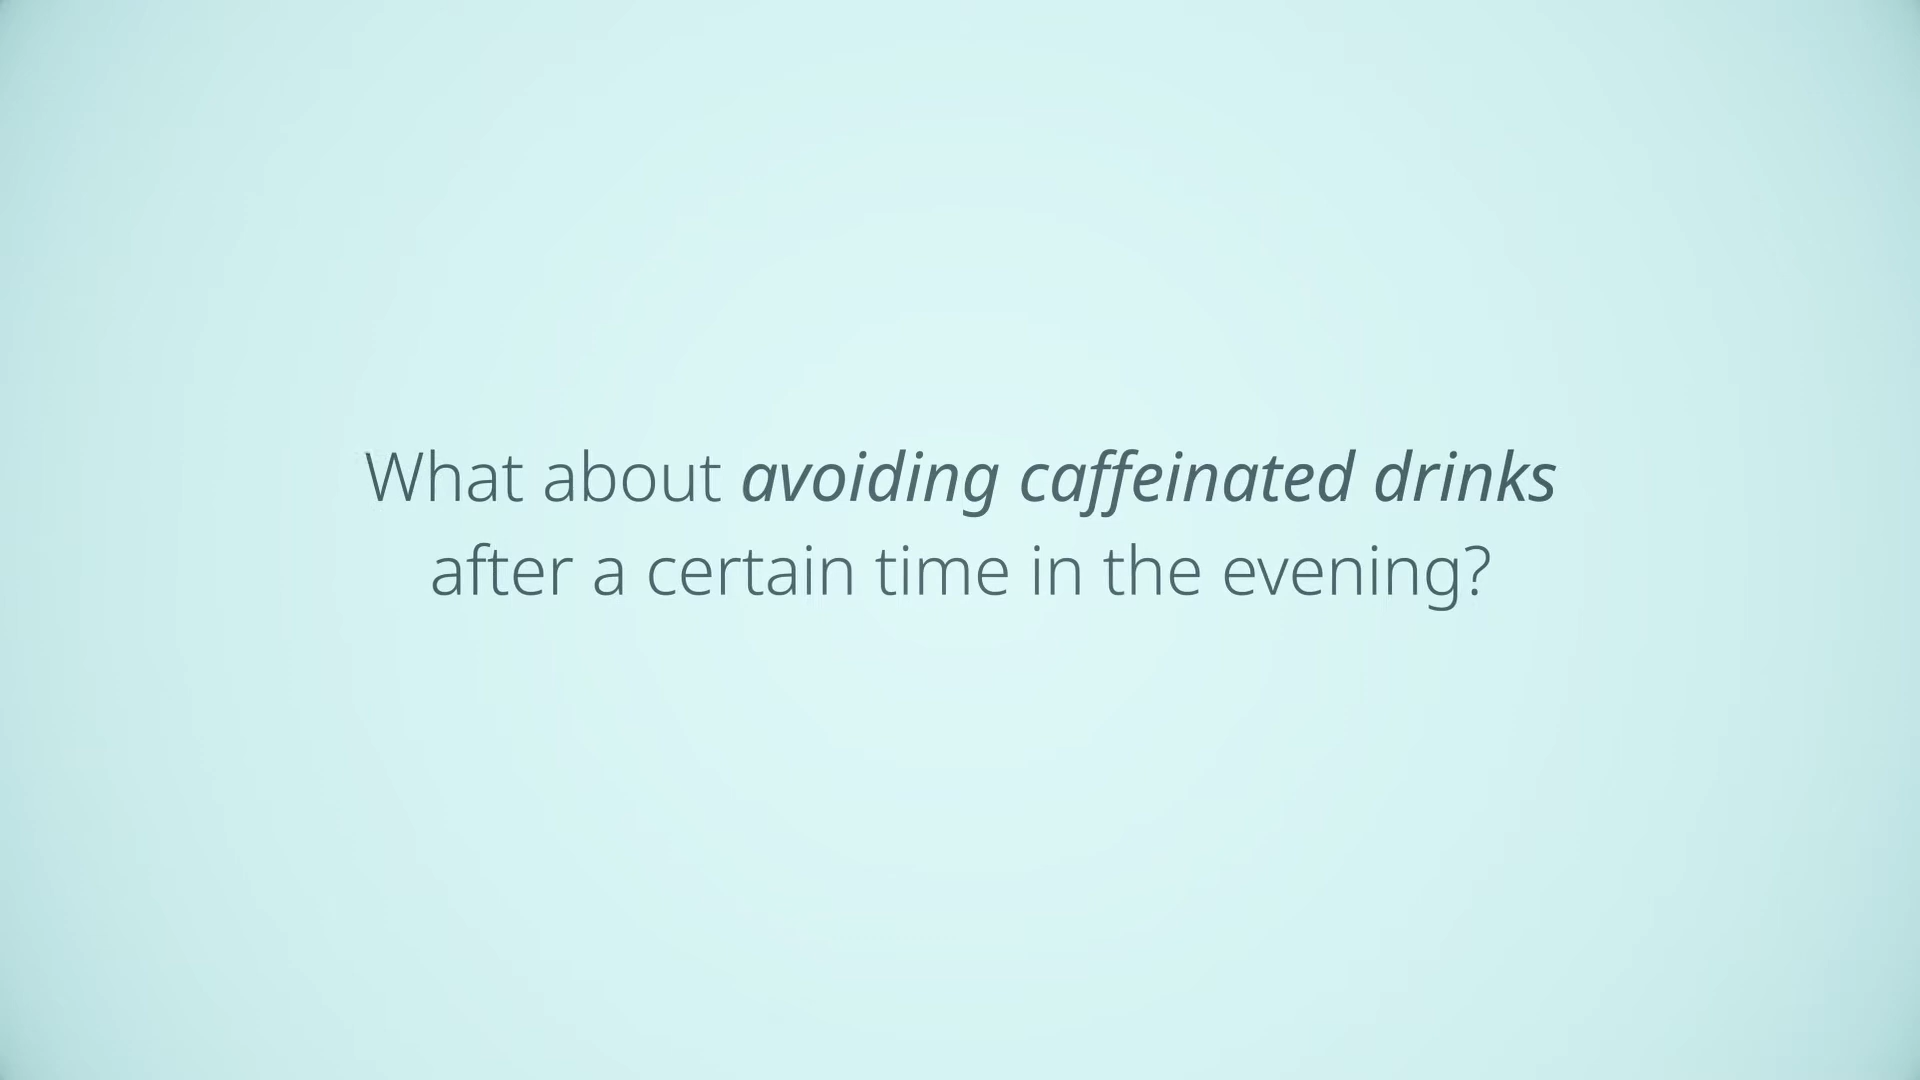 What about avoiding caffeinated drinks
after a certain time in the evening?